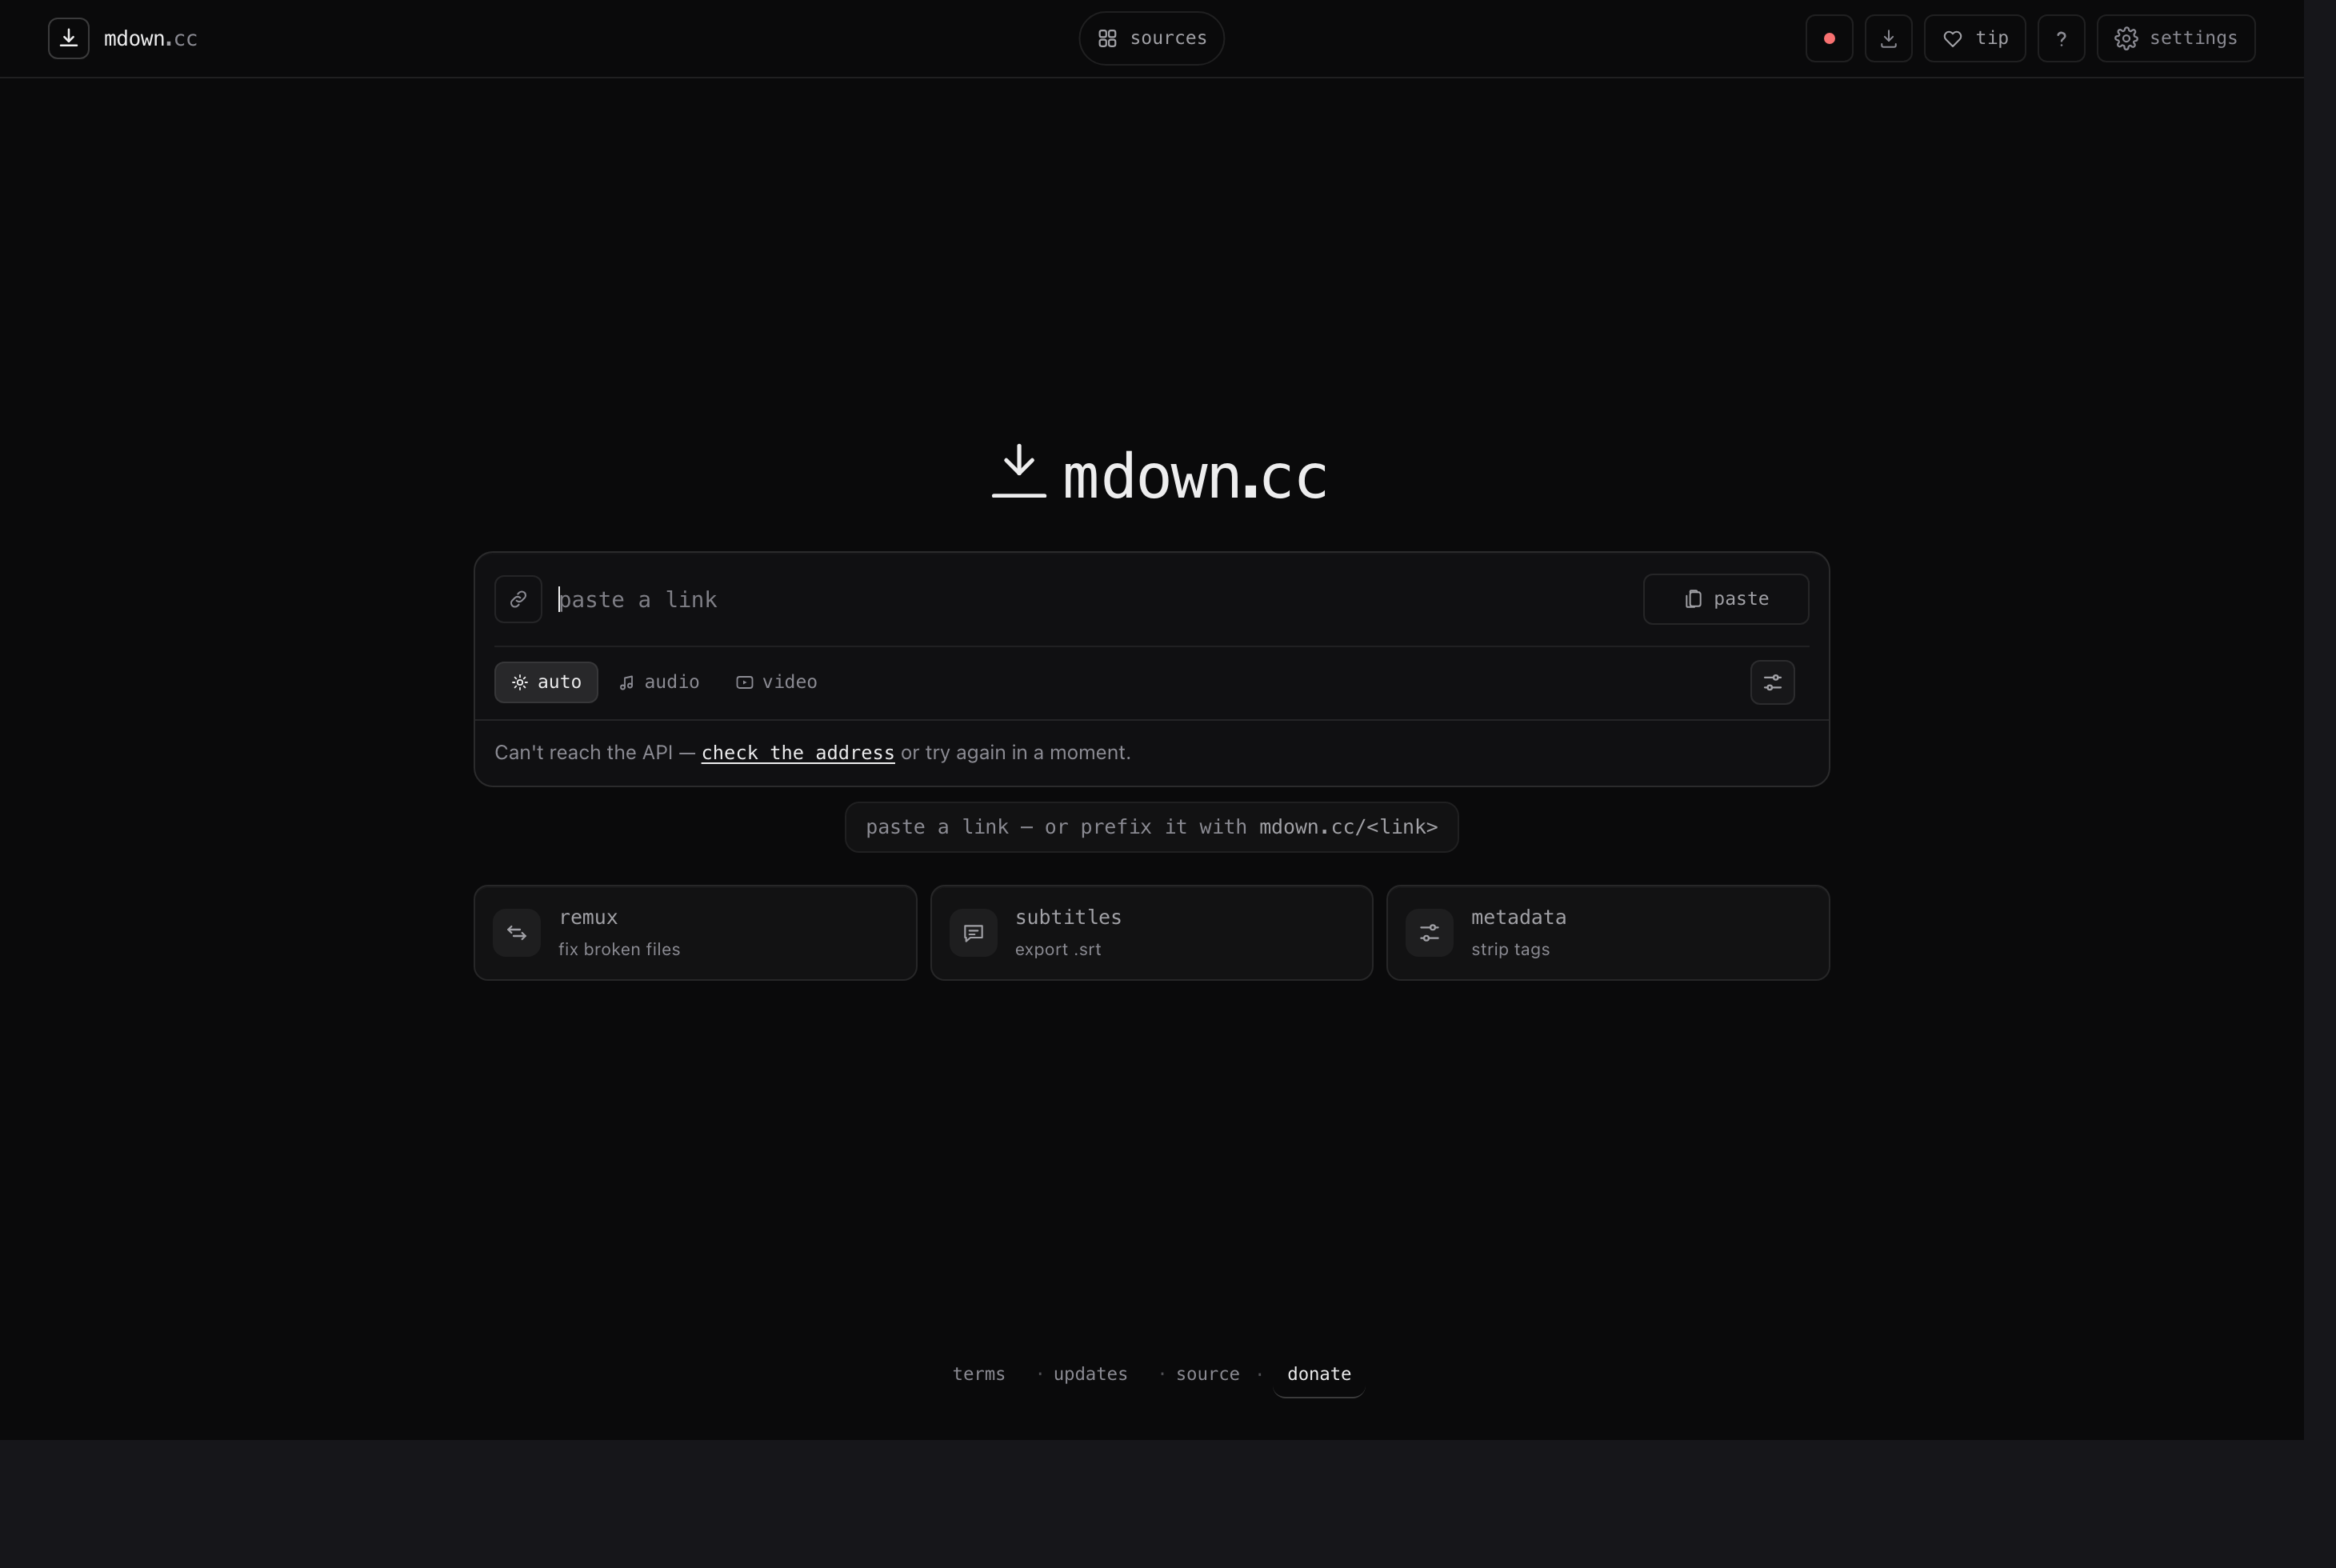 mdown.cc
sources
tip
?
settings
mdown.cc
paste a link
paste
auto
audio
video
Can't reach the API — check the address or try again in a moment.
paste a link — or prefix it with mdown.cc/<link>
remux
fix broken files
subtitles
export .srt
metadata
strip tags
terms · updates · source · donate